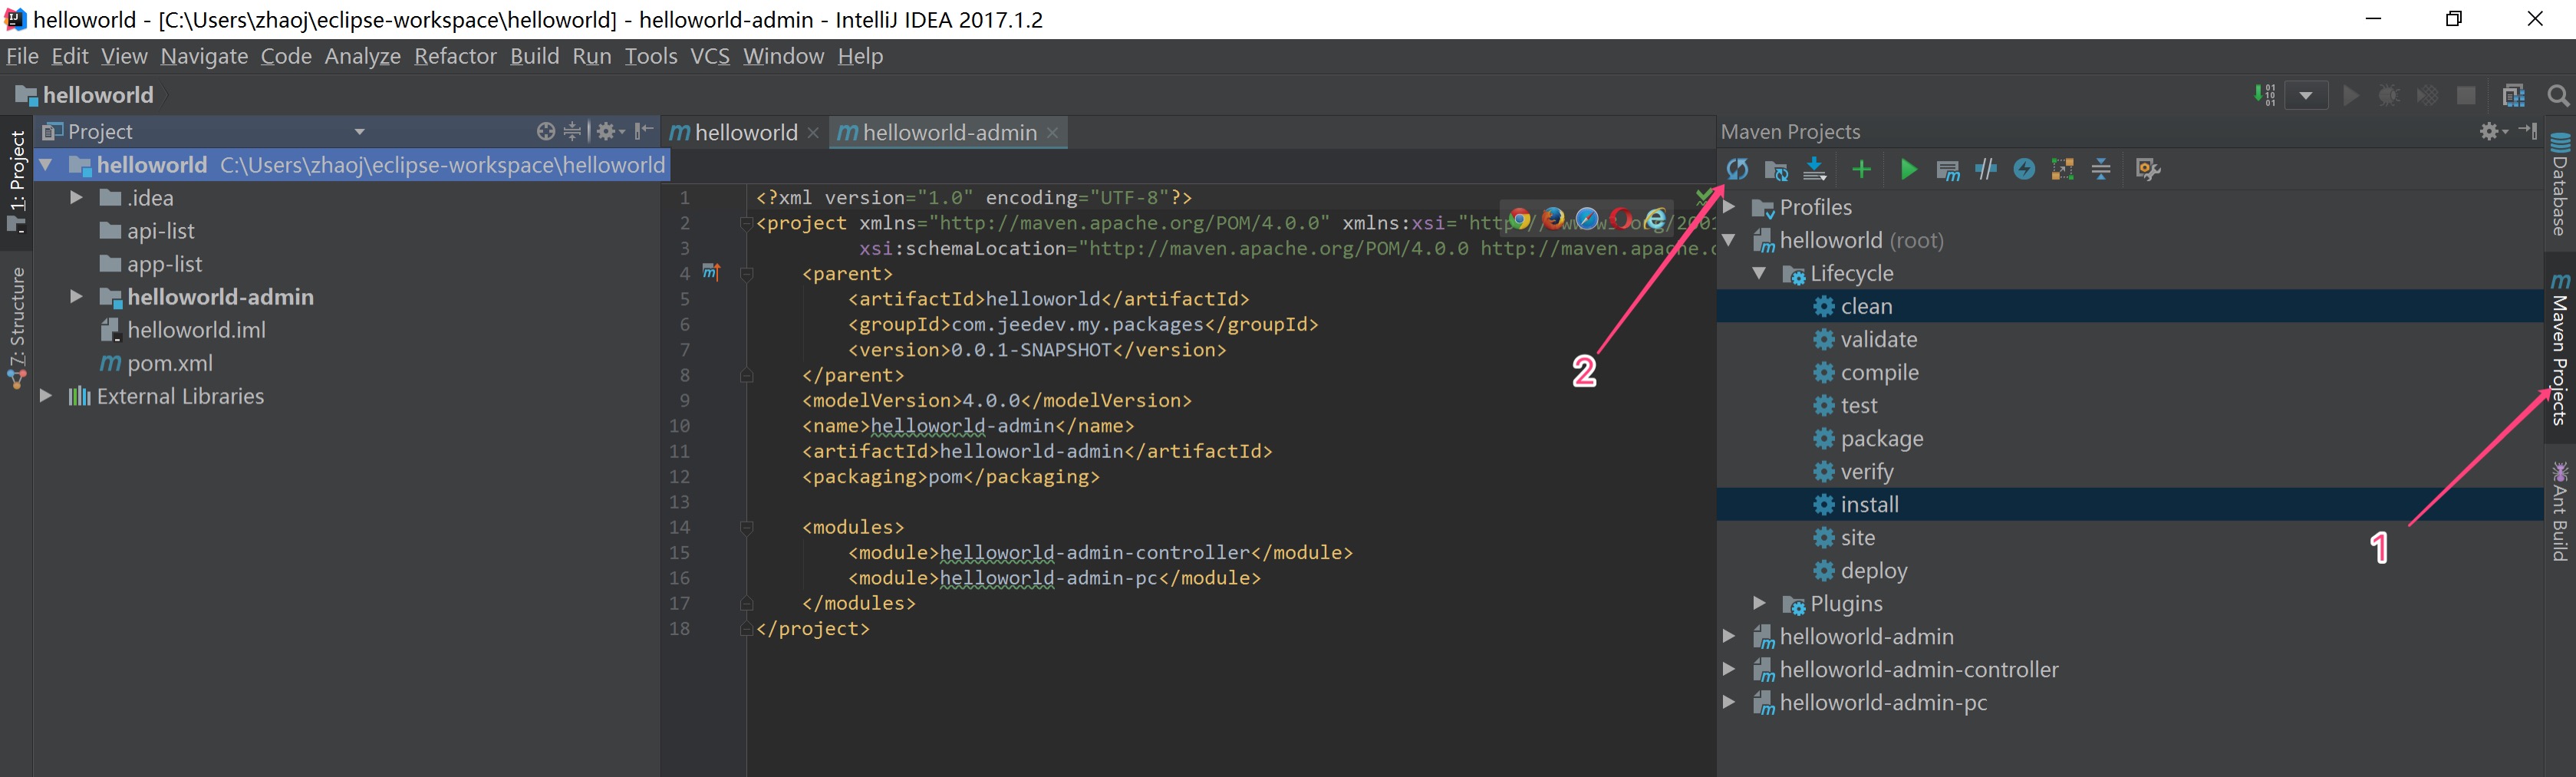 helloworld - [C:\Users\zhaoj\eclipse-workspace\helloworld] - helloworld-admin - IntelliJ IDEA 2017.1.2
File Edit View Navigate Code Analyze Refactor Build Run Tools VCS Window Help
helloworld
1: Project
Z: Structure
Project
helloworld C:\Users\zhaoj\eclipse-workspace\helloworld
.idea
api-list
app-list
helloworld-admin
helloworld.iml
pom.xml
External Libraries
helloworld
helloworld-admin
1 <?xml version="1.0" encoding="UTF-8"?>
2 <project xmlns="http://maven.apache.org/POM/4.0.0" xmlns:xsi="http://www.w3.org/2001
3 xsi:schemaLocation="http://maven.apache.org/POM/4.0.0 http://maven.apache.o
4 <parent>
5 <artifactId>helloworld</artifactId>
6 <groupId>com.jeedev.my.packages</groupId>
7 <version>0.0.1-SNAPSHOT</version>
8 </parent>
9 <modelVersion>4.0.0</modelVersion>
10 <name>helloworld-admin</name>
11 <artifactId>helloworld-admin</artifactId>
12 <packaging>pom</packaging>
13
14 <modules>
15 <module>helloworld-admin-controller</module>
16 <module>helloworld-admin-pc</module>
17 </modules>
18 </project>
2
Maven Projects
Profiles
helloworld (root)
Lifecycle
clean
validate
compile
test
package
verify
install
site
deploy
Plugins
helloworld-admin
helloworld-admin-controller
helloworld-admin-pc
1
Database
Maven Projects
Ant Build